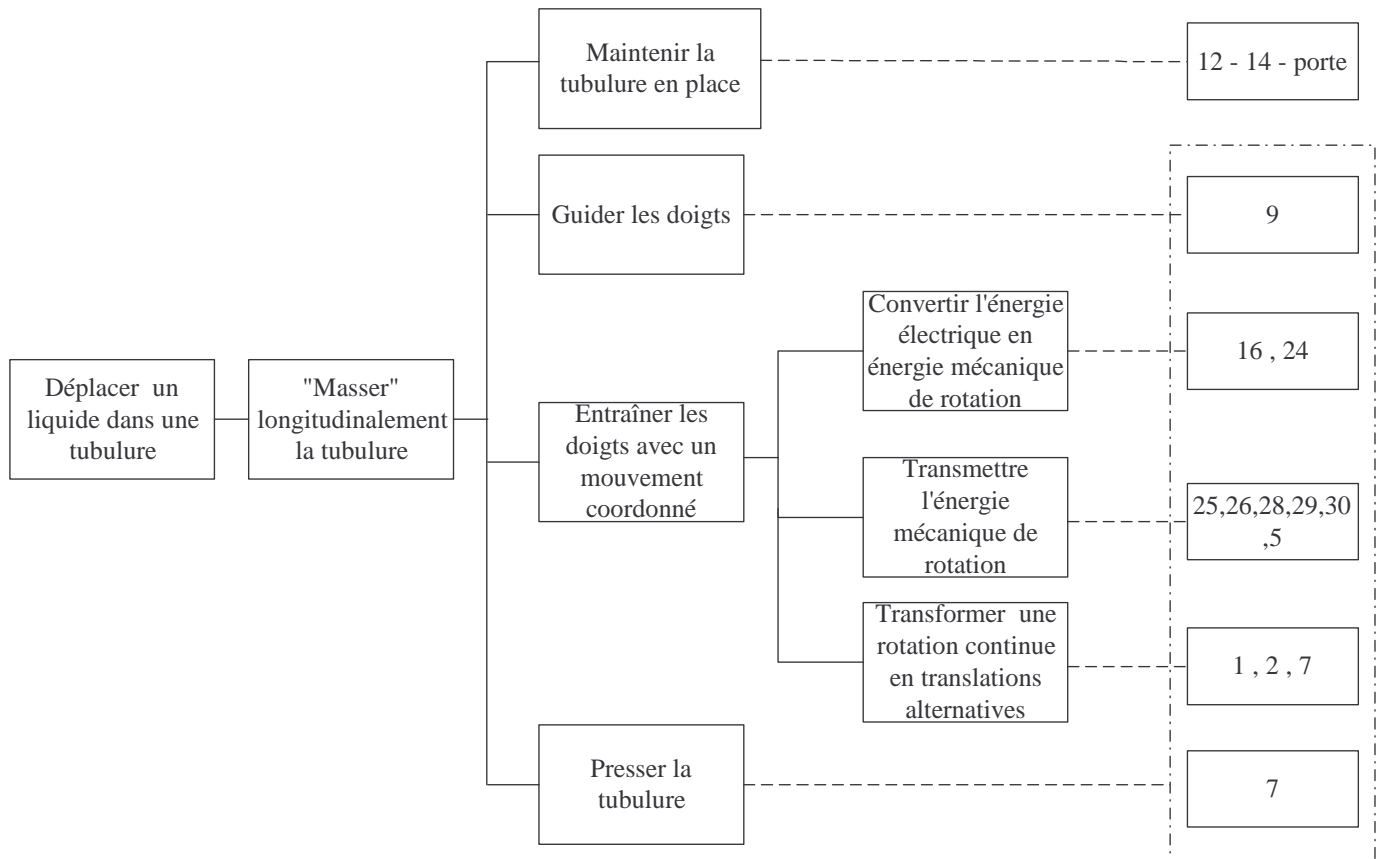 Maintenir la
tubulure en place
12 - 14 - porte
Guider les doigts
9
Convertir l'énergie
électrique en
énergie mécanique
de rotation
16 , 24
Déplacer un
liquide dans une
tubulure
"Masser"
longitudinalement
la tubulure
Entraîner les
doigts avec un
mouvement
coordonné
Transmettre
l'énergie
mécanique de
rotation
25,26,28,29,30
,5
Transformer une
rotation continue
en translations
alternatives
1 , 2 , 7
Presser la
tubulure
7